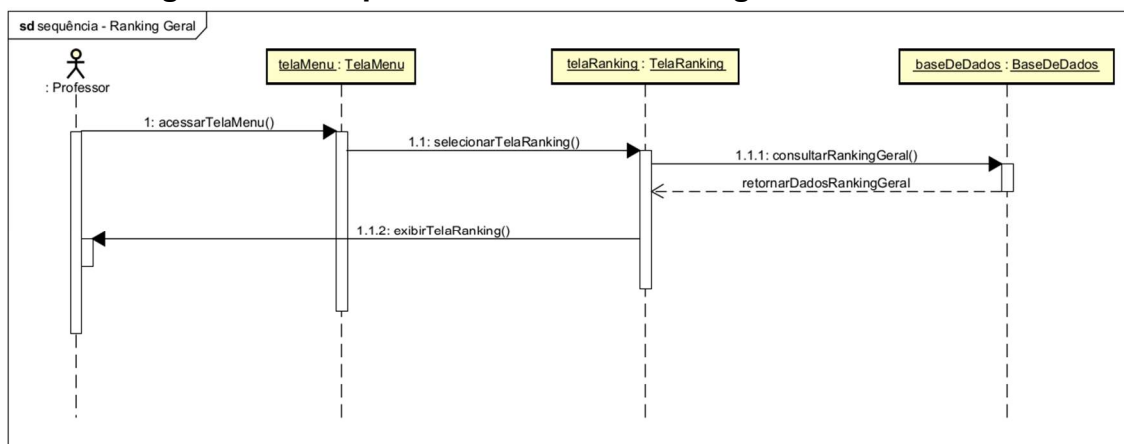 sd sequência - Ranking Geral
: Professor
telaMenu : TelaMenu
telaRanking : TelaRanking
baseDeDados : BaseDeDados
1: acessarTelaMenu()
1.1: selecionarTelaRanking()
1.1.1: consultarRankingGeral()
retornarDadosRankingGeral
1.1.2: exibirTelaRanking()